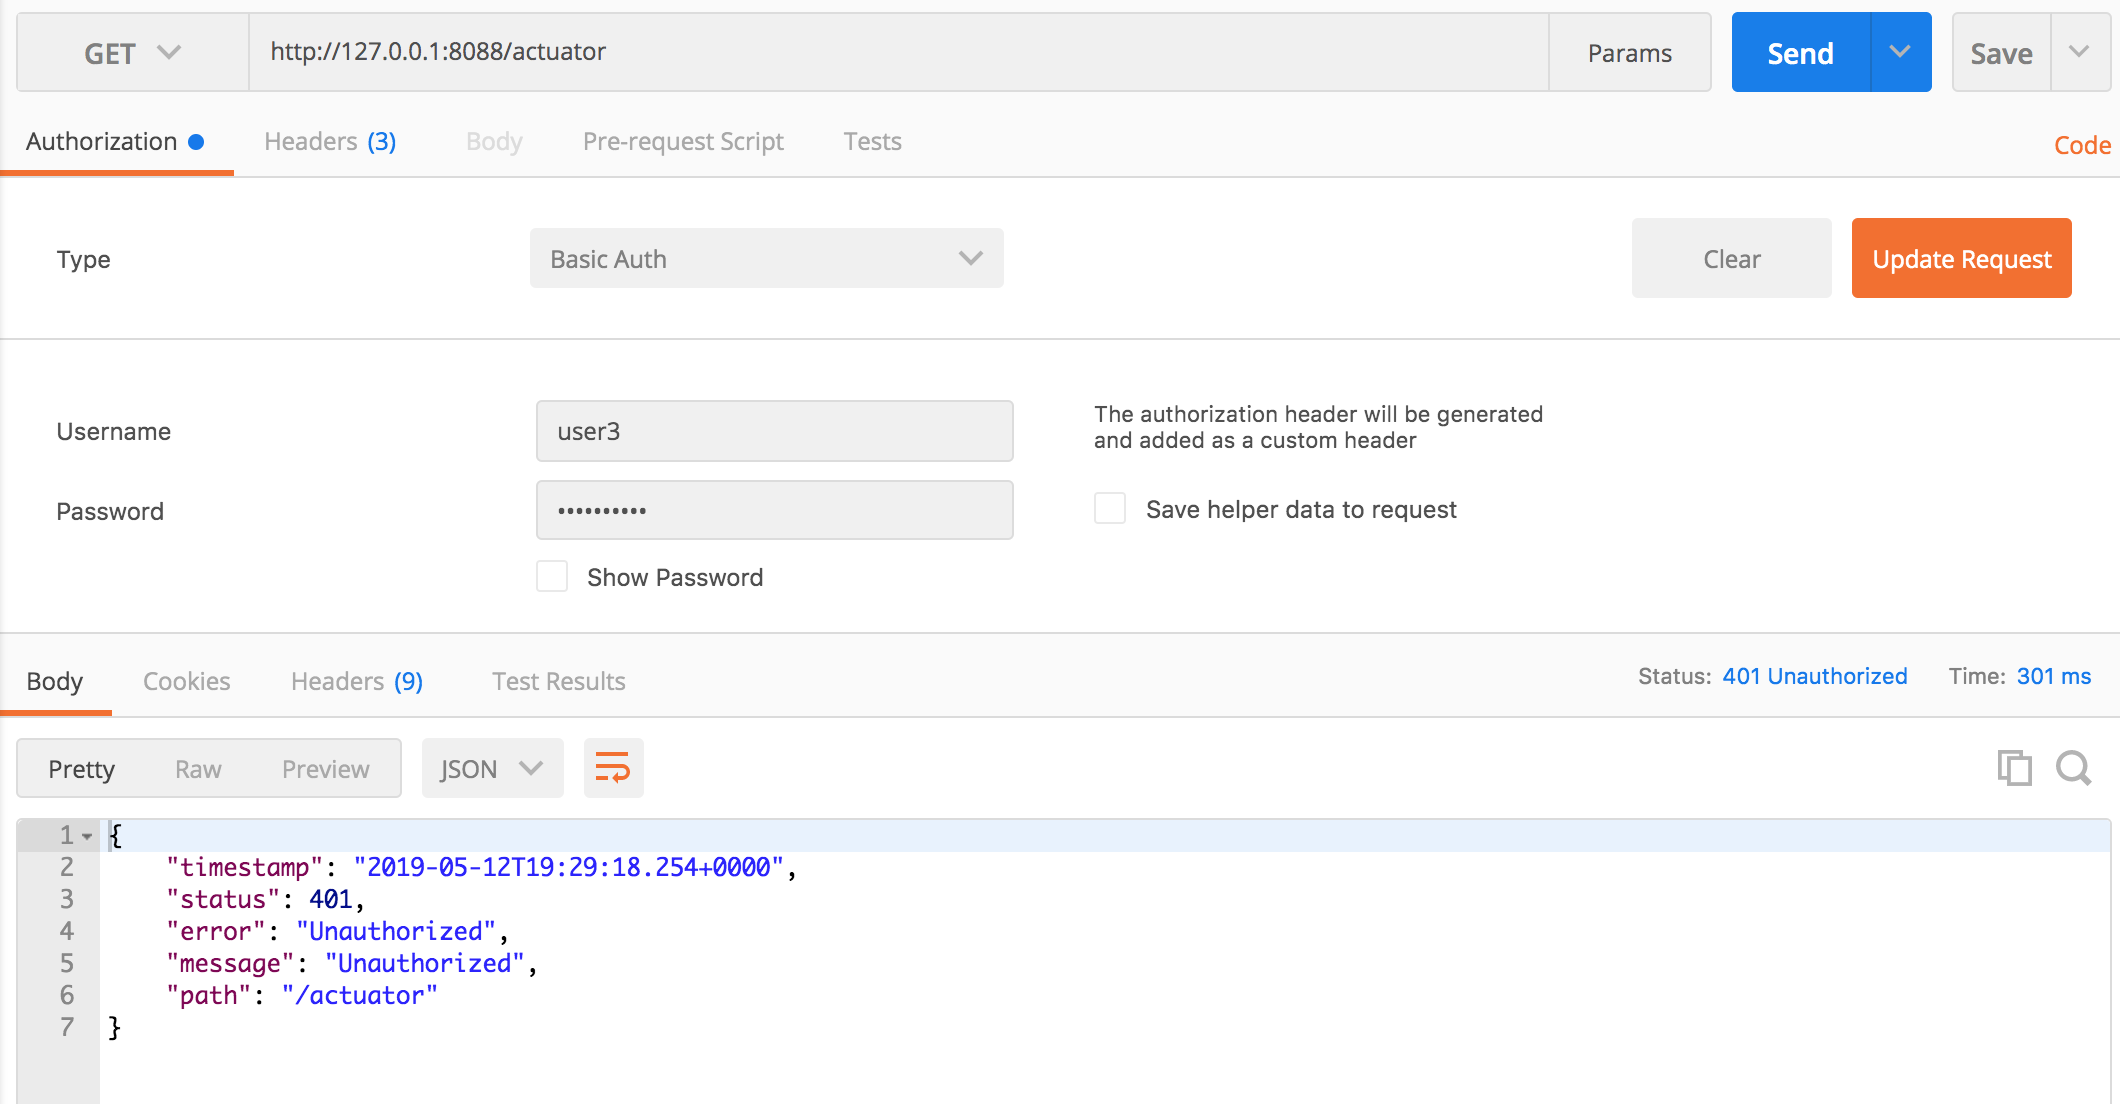 GET http://127.0.0.1:8088/actuator Params Send Save
Authorization Headers (3) Body Pre-request Script Tests Code
Type Basic Auth Clear Update Request
Username user3 The authorization header will be generated
and added as a custom header
Password •••••••••• Save helper data to request
Show Password
Body Cookies Headers (9) Test Results Status: 401 Unauthorized Time: 301 ms
Pretty Raw Preview JSON
1 {
2 "timestamp": "2019-05-12T19:29:18.254+0000",
3 "status": 401,
4 "error": "Unauthorized",
5 "message": "Unauthorized",
6 "path": "/actuator"
7 }